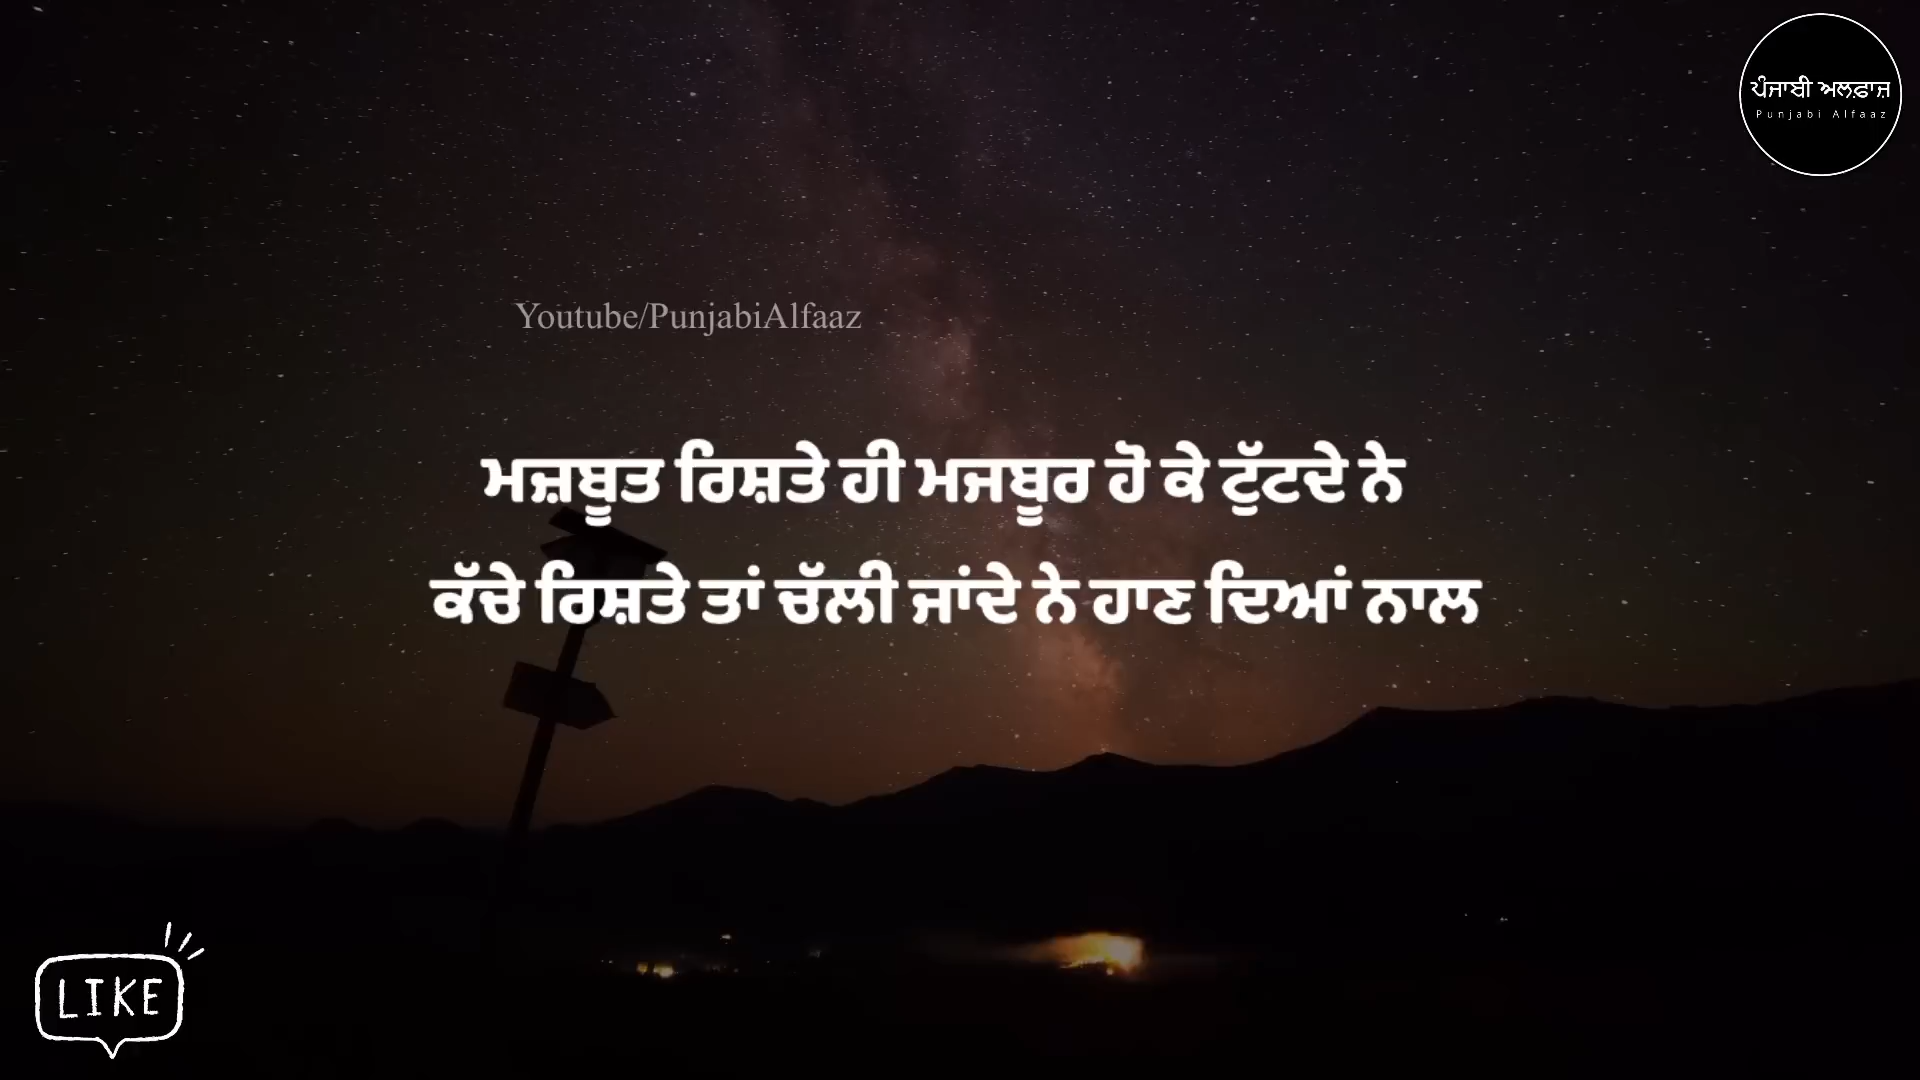 ਪੰਜਾਬੀ ਅਲਫ਼ਾਜ਼
Punjabi Alfaaz
Youtube/PunjabiAlfaaz
ਮਜ਼ਬੂਤ ਰਿਸ਼ਤੇ ਹੀ ਮਜਬੂਰ ਹੋ ਕੇ ਟੁੱਟਦੇ ਨੇ
ਕੱਚੇ ਰਿਸ਼ਤੇ ਤਾਂ ਚੱਲੀ ਜਾਂਦੇ ਨੇ ਹਾਣ ਦਿਆਂ ਨਾਲ
LIKE